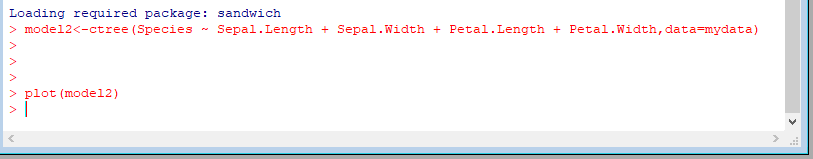 Loading required package: sandwich
> model2<-ctree(Species ~ Sepal.Length + Sepal.Width + Petal.Length + Petal.Width,data=mydata)
>
>
>
> plot(model2)
>